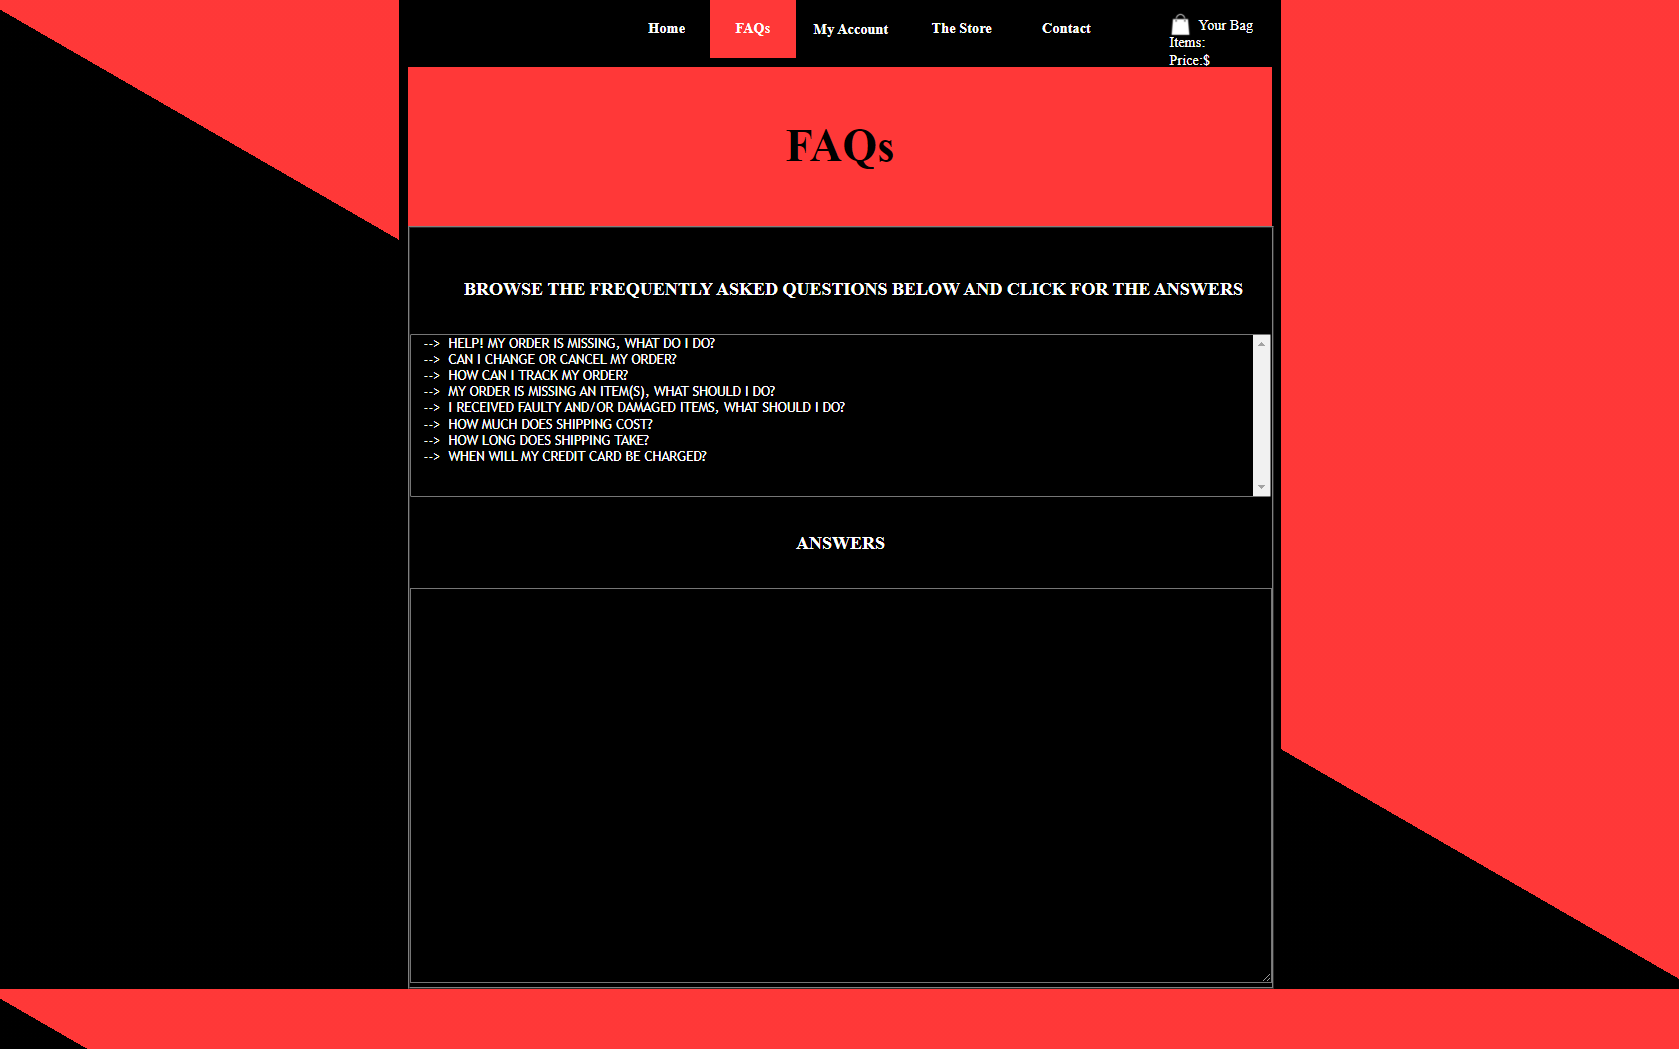 Home FAQs My Account The Store Contact Your Bag
Items:
Price:$
FAQs
BROWSE THE FREQUENTLY ASKED QUESTIONS BELOW AND CLICK FOR THE ANSWERS
--> HELP! MY ORDER IS MISSING, WHAT DO I DO?
--> CAN I CHANGE OR CANCEL MY ORDER?
--> HOW CAN I TRACK MY ORDER?
--> MY ORDER IS MISSING AN ITEM(S), WHAT SHOULD I DO?
--> I RECEIVED FAULTY AND/OR DAMAGED ITEMS, WHAT SHOULD I DO?
--> HOW MUCH DOES SHIPPING COST?
--> HOW LONG DOES SHIPPING TAKE?
--> WHEN WILL MY CREDIT CARD BE CHARGED?
ANSWERS